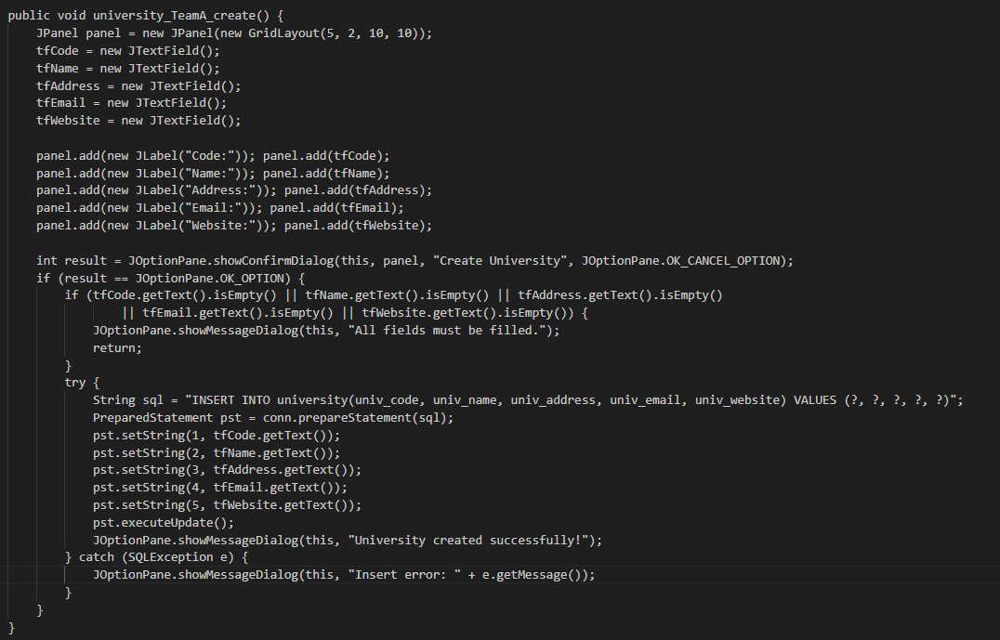 public void university_TeamA_create() {
    JPanel panel = new JPanel(new GridLayout(5, 2, 10, 10));
    tfCode = new JTextField();
    tfName = new JTextField();
    tfAddress = new JTextField();
    tfEmail = new JTextField();
    tfWebsite = new JTextField();

    panel.add(new JLabel("Code:")); panel.add(tfCode);
    panel.add(new JLabel("Name:")); panel.add(tfName);
    panel.add(new JLabel("Address:")); panel.add(tfAddress);
    panel.add(new JLabel("Email:")); panel.add(tfEmail);
    panel.add(new JLabel("Website:")); panel.add(tfWebsite);

    int result = JOptionPane.showConfirmDialog(this, panel, "Create University", JOptionPane.OK_CANCEL_OPTION);
    if (result == JOptionPane.OK_OPTION) {
        if (tfCode.getText().isEmpty() || tfName.getText().isEmpty() || tfAddress.getText().isEmpty()
                || tfEmail.getText().isEmpty() || tfWebsite.getText().isEmpty()) {
            JOptionPane.showMessageDialog(this, "All fields must be filled.");
            return;
        }
        try {
            String sql = "INSERT INTO university(univ_code, univ_name, univ_address, univ_email, univ_website) VALUES (?, ?, ?, ?, ?)";
            PreparedStatement pst = conn.prepareStatement(sql);
            pst.setString(1, tfCode.getText());
            pst.setString(2, tfName.getText());
            pst.setString(3, tfAddress.getText());
            pst.setString(4, tfEmail.getText());
            pst.setString(5, tfWebsite.getText());
            pst.executeUpdate();
            JOptionPane.showMessageDialog(this, "University created successfully!");
        } catch (SQLException e) {
            JOptionPane.showMessageDialog(this, "Insert error: " + e.getMessage());
        }
    }
}